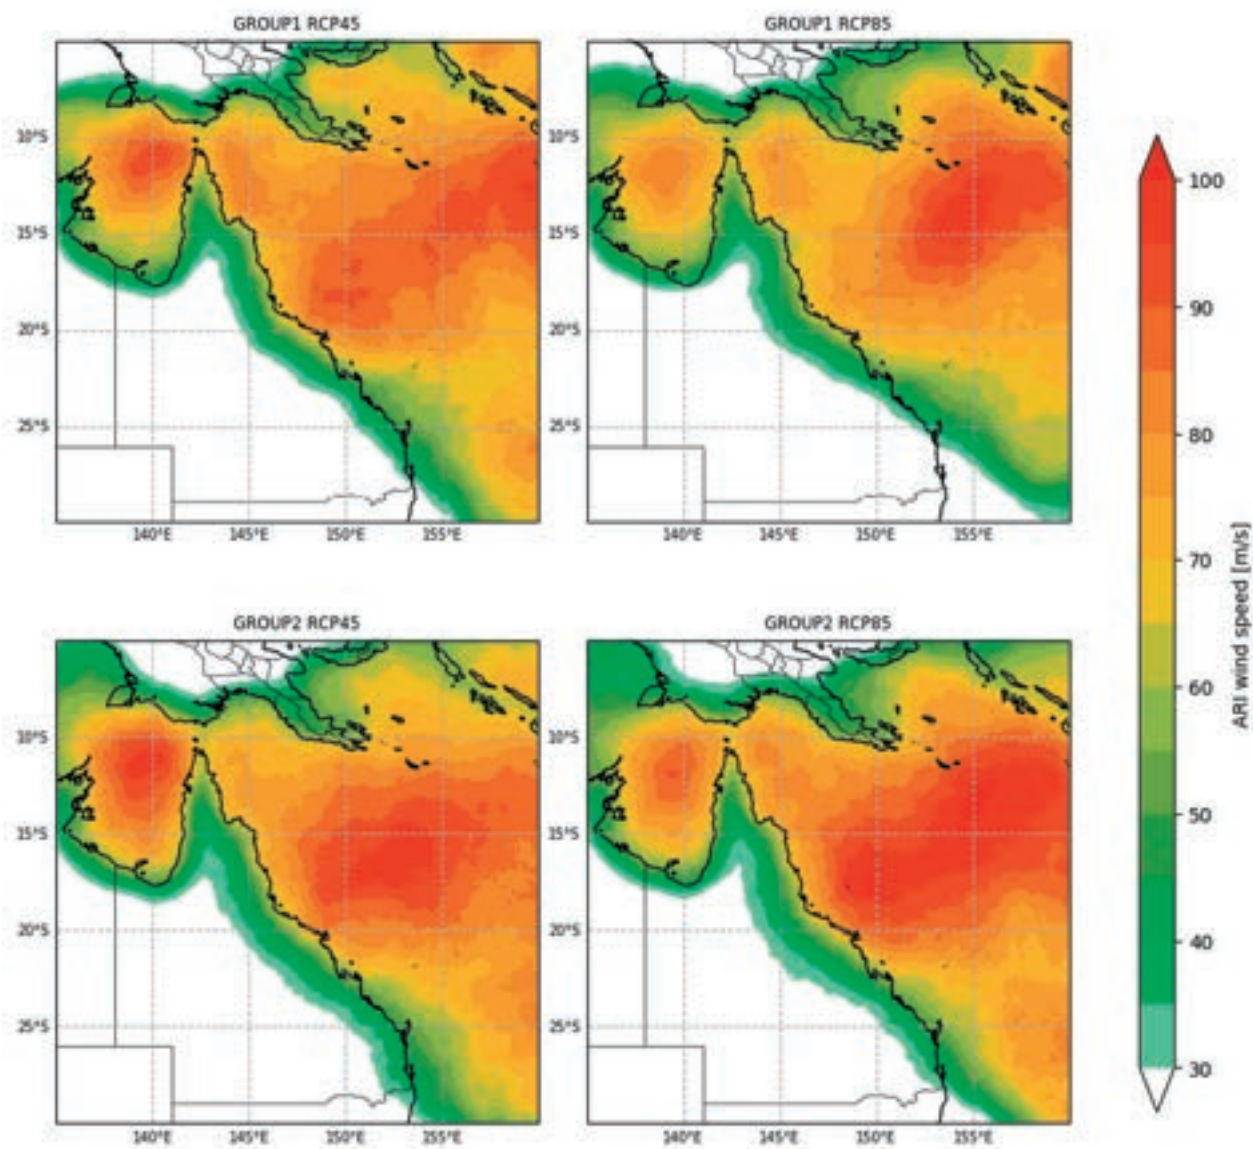 GROUP1 RCP45
GROUP1 RCP85
10°S
15°S
20°S
25°S
10°S
15°S
20°S
25°S
140°E 145°E 150°E 155°E
140°E 145°E 150°E 155°E
GROUP2 RCP45
GROUP2 RCP85
10°S
15°S
20°S
25°S
10°S
15°S
20°S
25°S
140°E 145°E 150°E 155°E
140°E 145°E 150°E 155°E
100
90
80
70
60
50
40
30
ARI wind speed [m/s]